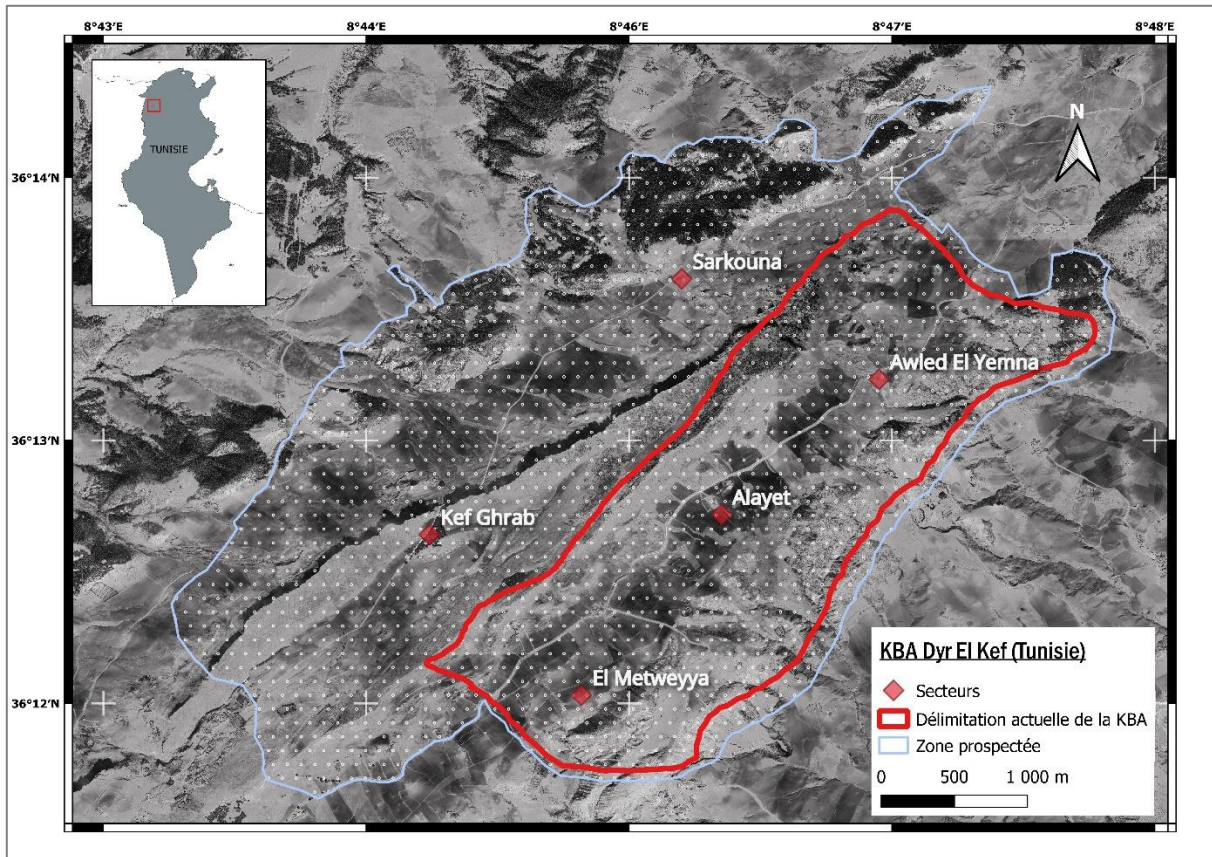 8°43'E 8°44'E 8°46'E 8°47'E 8°48'E
TUNISIE
N
36°14'N
Sarkouna
Awled El Yemna
36°13'N
Alayet
Kef Ghrab
El Metweyya
36°12'N
KBA Dyr El Kef (Tunisie)
Secteurs
Délimitation actuelle de la KBA
Zone prospectée
0 500 1 000 m